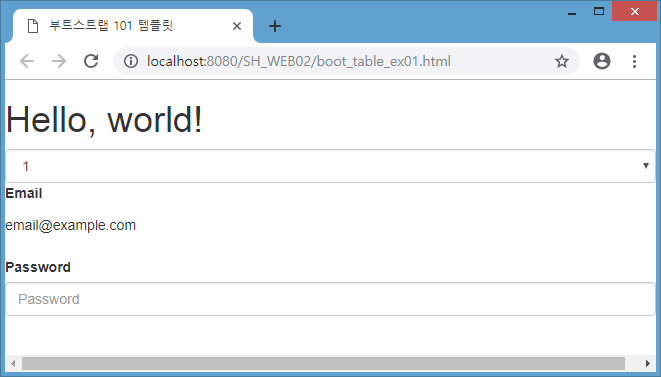 부트스트랩 101 템플릿
localhost:8080/SH_WEB02/boot_table_ex01.html
Hello, world!
1
Email
email@example.com
Password
Password